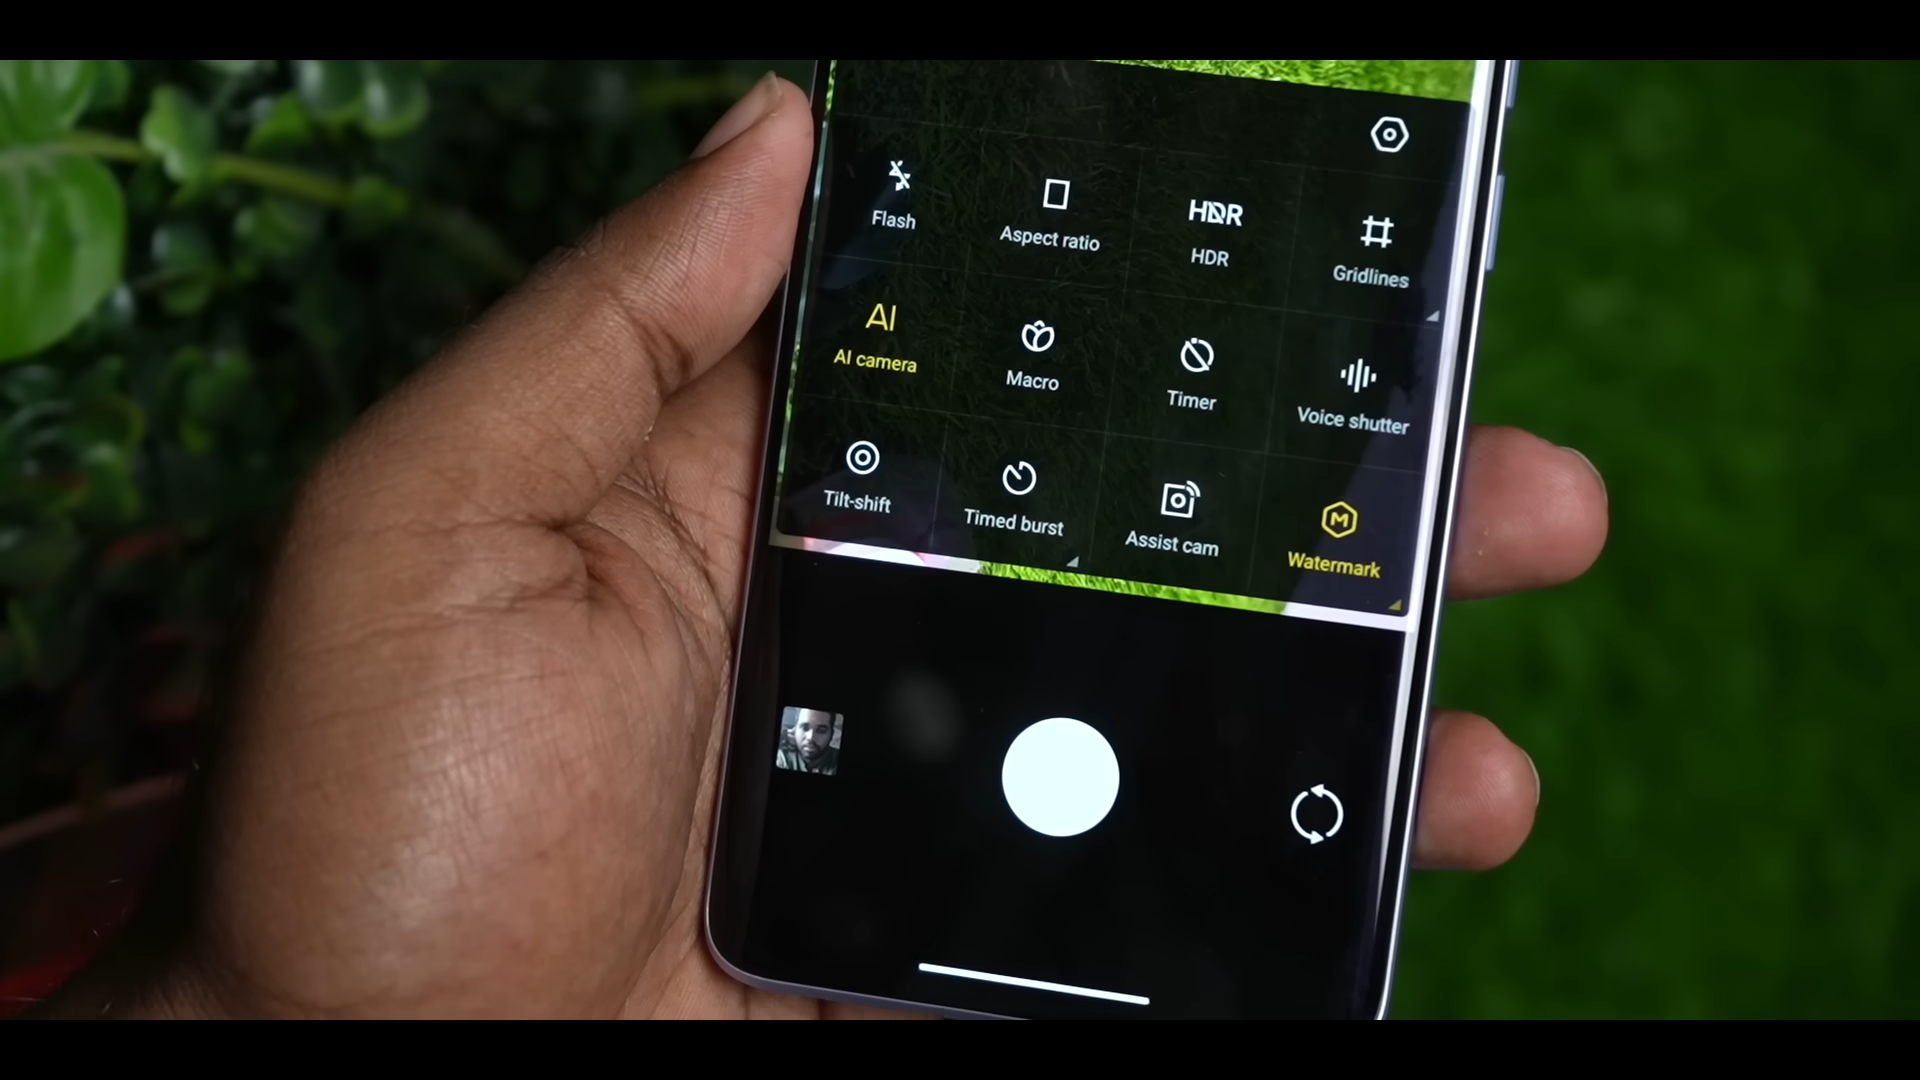 Flash
Aspect ratio
HDR
HDR
Gridlines
AI
AI camera
Macro
Timer
Voice shutter
Tilt-shift
Timed burst
Assist cam
M
Watermark